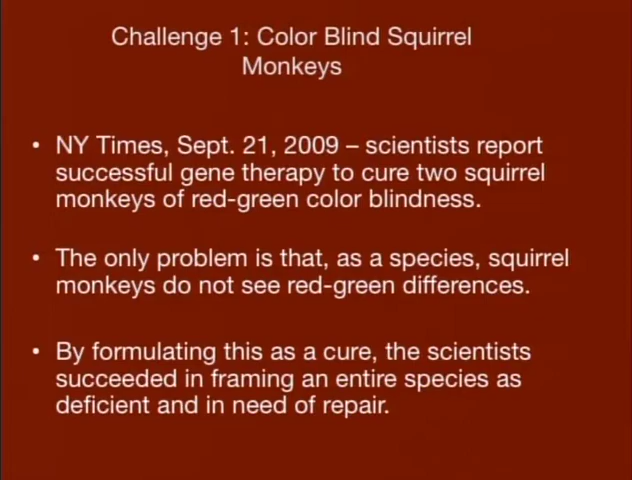 Challenge 1: Color Blind Squirrel
Monkeys
• NY Times, Sept. 21, 2009 – scientists report
successful gene therapy to cure two squirrel
monkeys of red-green color blindness.
• The only problem is that, as a species, squirrel
monkeys do not see red-green differences.
• By formulating this as a cure, the scientists
succeeded in framing an entire species as
deficient and in need of repair.